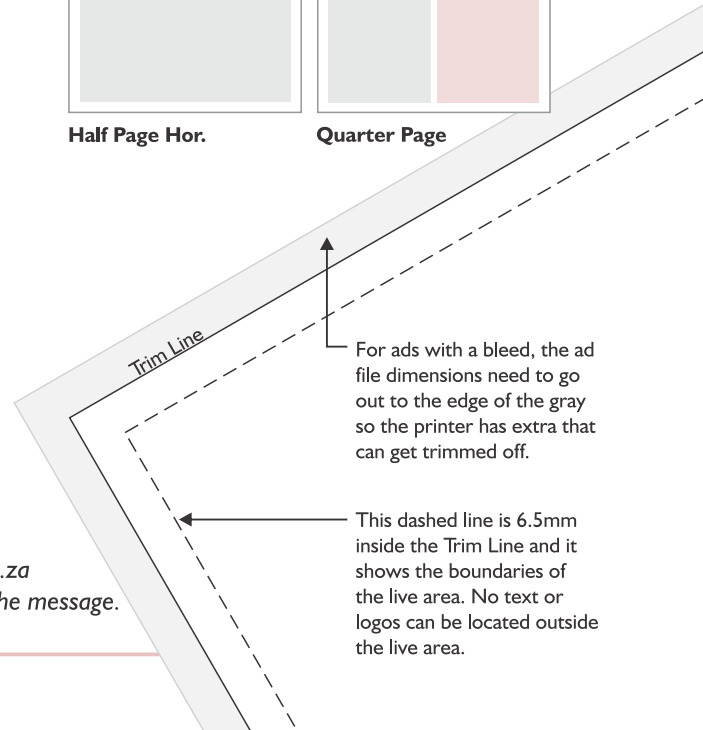 Half Page Hor.
Quarter Page
Trim Line
For ads with a bleed, the ad
file dimensions need to go
out to the edge of the gray
so the printer has extra that
can get trimmed off.
This dashed line is 6.5mm
inside the Trim Line and it
shows the boundaries of
the live area. No text or
logos can be located outside
the live area.
.za
he message.